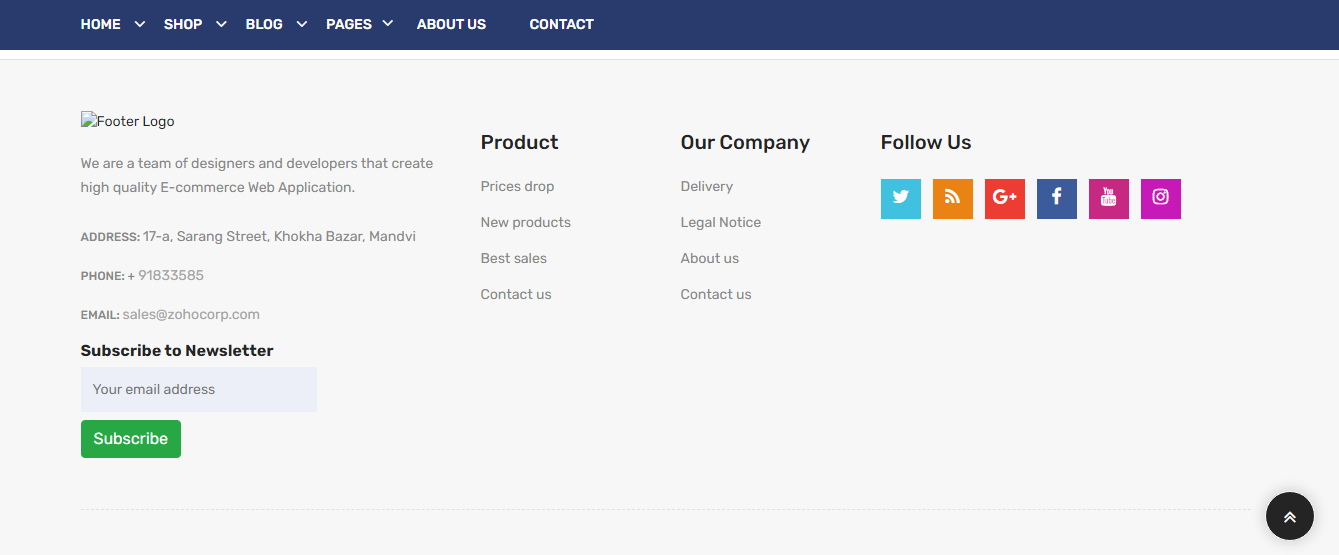 HOME SHOP BLOG PAGES ABOUT US CONTACT
Footer Logo
We are a team of designers and developers that create
high quality E-commerce Web Application.
ADDRESS: 17-a, Sarang Street, Khokha Bazar, Mandvi
PHONE: + 91833585
EMAIL: sales@zohocorp.com
Subscribe to Newsletter
Your email address
Subscribe
Product
Prices drop
New products
Best sales
Contact us
Our Company
Delivery
Legal Notice
About us
Contact us
Follow Us
G+
You
Tube